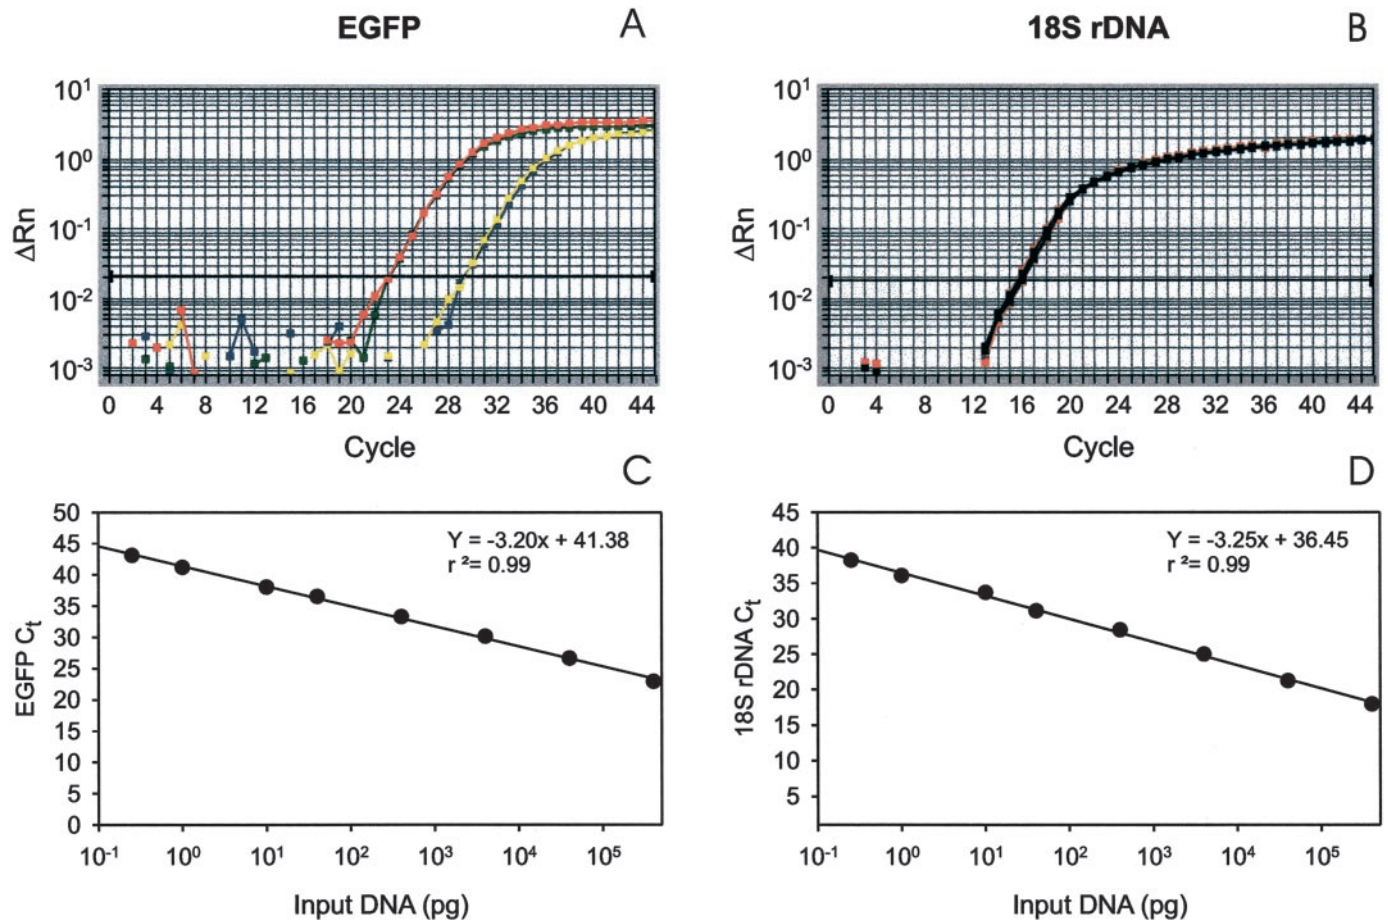 EGFP
A
18S rDNA
B
ΔRn
10¹
10⁰
10⁻¹
10⁻²
10⁻³
0 4 8 12 16 20 24 28 32 36 40 44
Cycle
ΔRn
10¹
10⁰
10⁻¹
10⁻²
10⁻³
0 4 8 12 16 20 24 28 32 36 40 44
Cycle
C
EGFP Cₜ
50
45
40
35
30
25
20
15
10
5
0
Y = -3.20x + 41.38
r ²= 0.99
10⁻¹ 10⁰ 10¹ 10² 10³ 10⁴ 10⁵
Input DNA (pg)
D
18S rDNA Cₜ
45
40
35
30
25
20
15
10
5
Y = -3.25x + 36.45
r ²= 0.99
10⁻¹ 10⁰ 10¹ 10² 10³ 10⁴ 10⁵
Input DNA (pg)